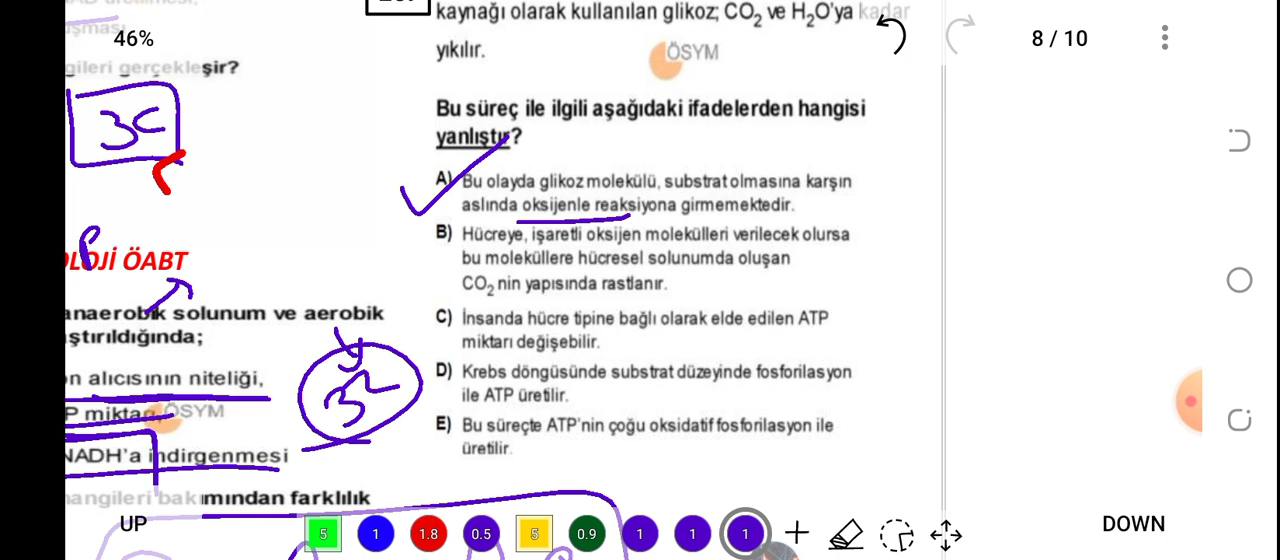 46%
8 / 10
şması
gileri gerçekleşir?
3C
OLOJİ ÖABT
anaerobik solunum ve aerobik
ştırıldığında;
n alıcısının niteliği,
P miktarı, ÖSYM
NADH'a indirgenmesi
hangileri bakımından farklılık
kaynağı olarak kullanılan glikoz; CO₂ ve H₂O'ya kadar
yıkılır.
ÖSYM
Bu süreç ile ilgili aşağıdaki ifadelerden hangisi
yanlıştır?
A) Bu olayda glikoz molekülü, substrat olmasına karşın
aslında oksijenle reaksiyona girmemektedir.
B) Hücreye, işaretli oksijen molekülleri verilecek olursa
bu moleküllere hücresel solunumda oluşan
CO₂ nin yapısında rastlanır.
C) İnsanda hücre tipine bağlı olarak elde edilen ATP
miktarı değişebilir.
D) Krebs döngüsünde substrat düzeyinde fosforilasyon
ile ATP üretilir.
E) Bu süreçte ATP'nin çoğu oksidatif fosforilasyon ile
üretilir.
UP
5 1 1.8 0.5 5 0.9 1 1 1
DOWN